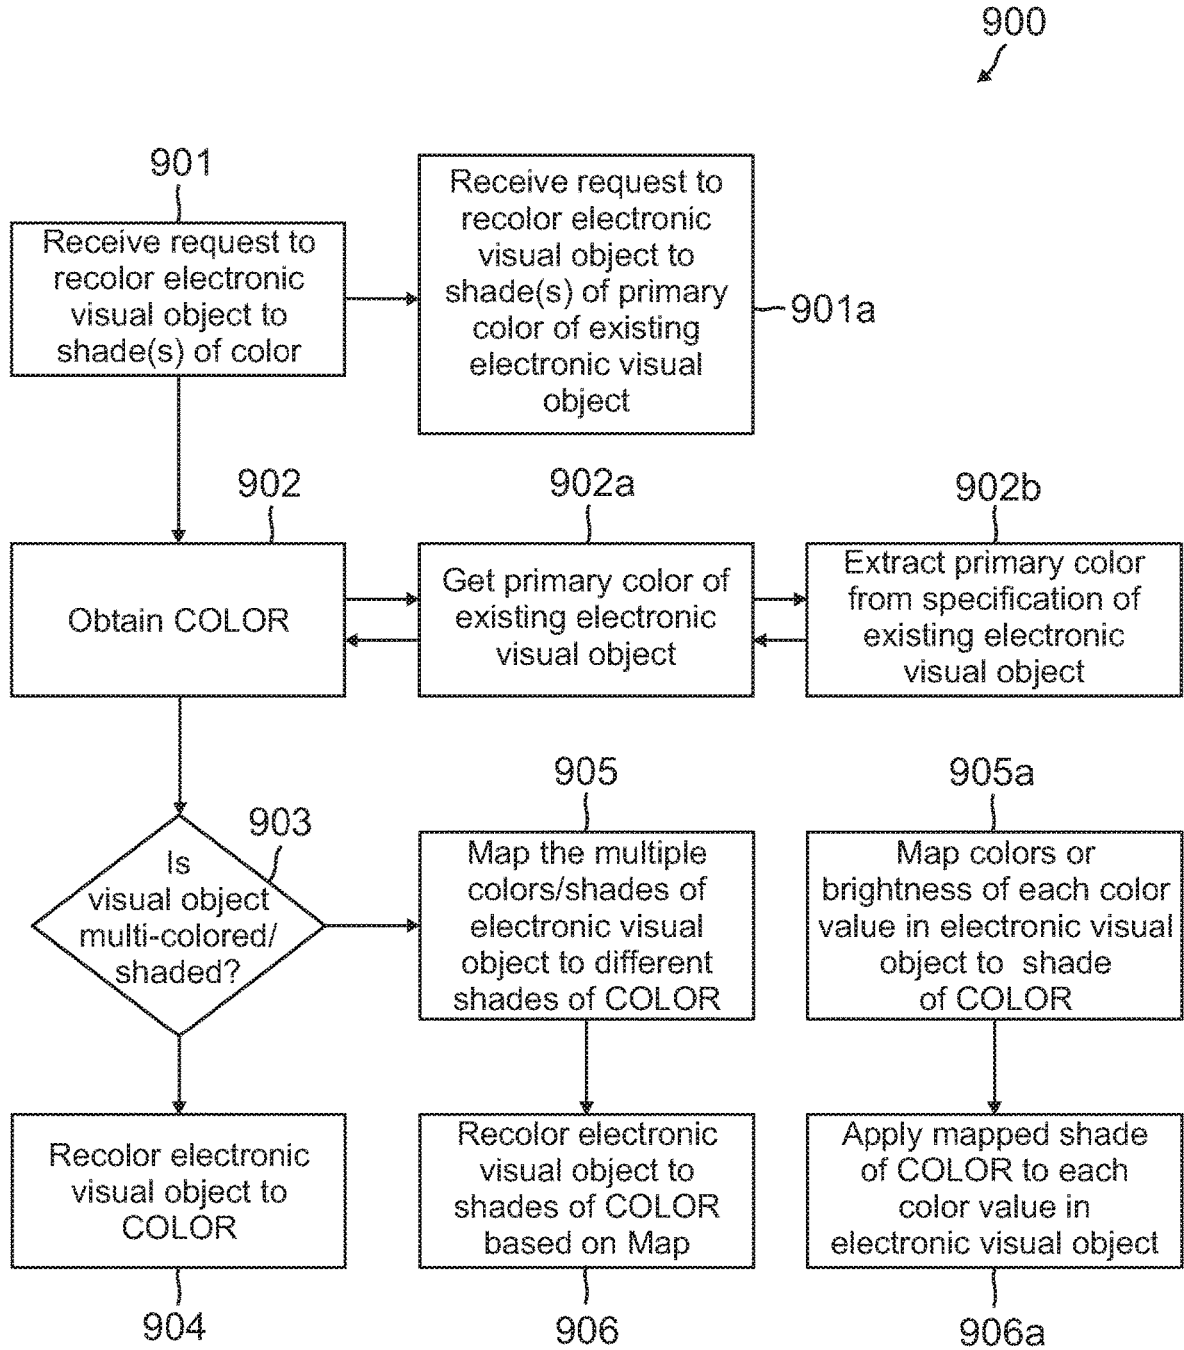 900
901
Receive request to
recolor electronic
visual object to
shade(s) of color
Receive request to
recolor electronic
visual object to
shade(s) of primary
color of existing
electronic visual
object
901a
902
Obtain COLOR
902a
Get primary color of
existing electronic
visual object
902b
Extract primary color
from specification of
existing electronic
visual object
903
Is
visual object
multi-colored/
shaded?
905
Map the multiple
colors/shades of
electronic visual
object to different
shades of COLOR
905a
Map colors or
brightness of each color
value in electronic visual
object to shade
of COLOR
Recolor electronic
visual object to
COLOR
904
Recolor electronic
visual object to
shades of COLOR
based on Map
906
Apply mapped shade
of COLOR to each
color value in
electronic visual object
906a